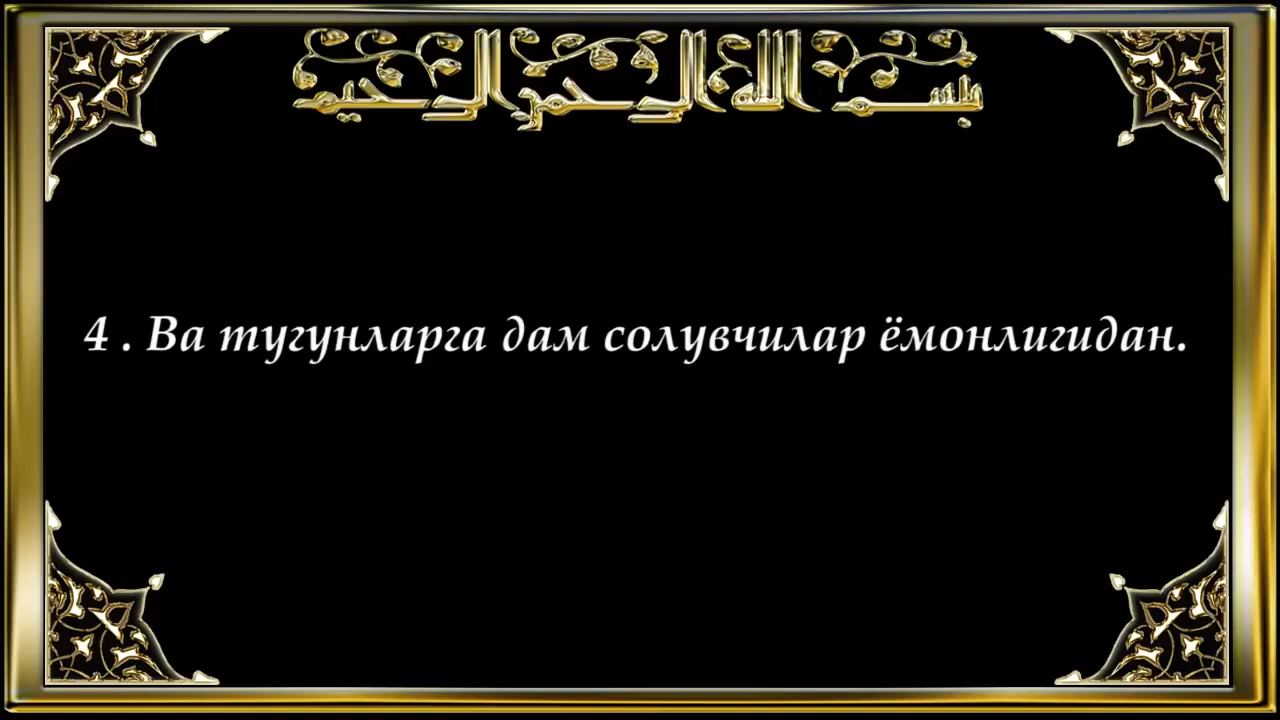 بسم الله الرحمن الرحيم
4 . Ва тугунларга дам солувчилар ёмонлигидан.